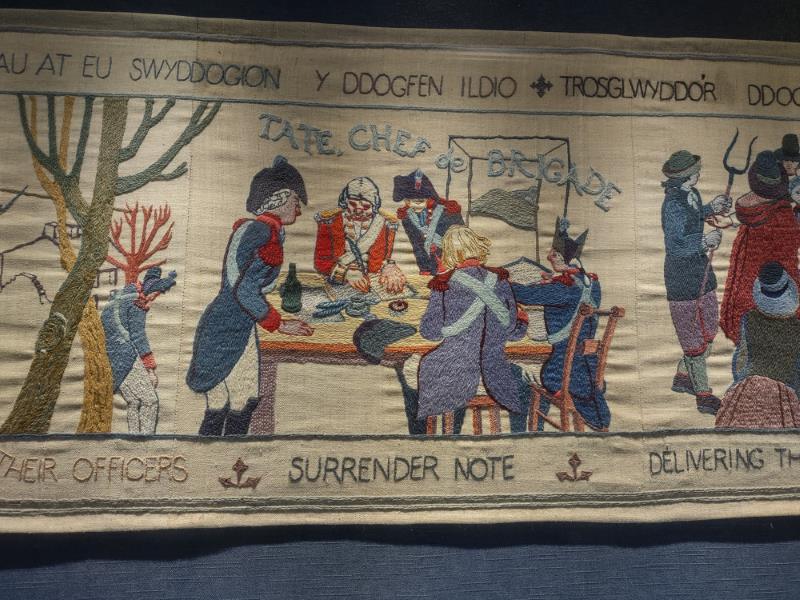 AU AT EU SWYDDOGION Y DDOGFEN ILDIO TROSGLWYDDO'R DDOG
TATE, CHEF de BRIGADE
THEIR OFFICERS SURRENDER NOTE DELIVERING TH